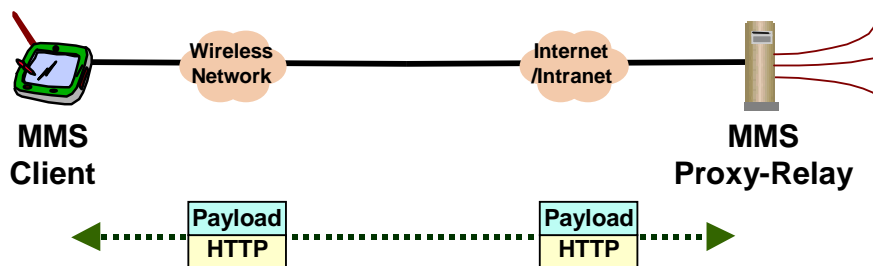 Wireless
Network
Internet
/Intranet
MMS
Client
MMS
Proxy-Relay
Payload
HTTP
Payload
HTTP